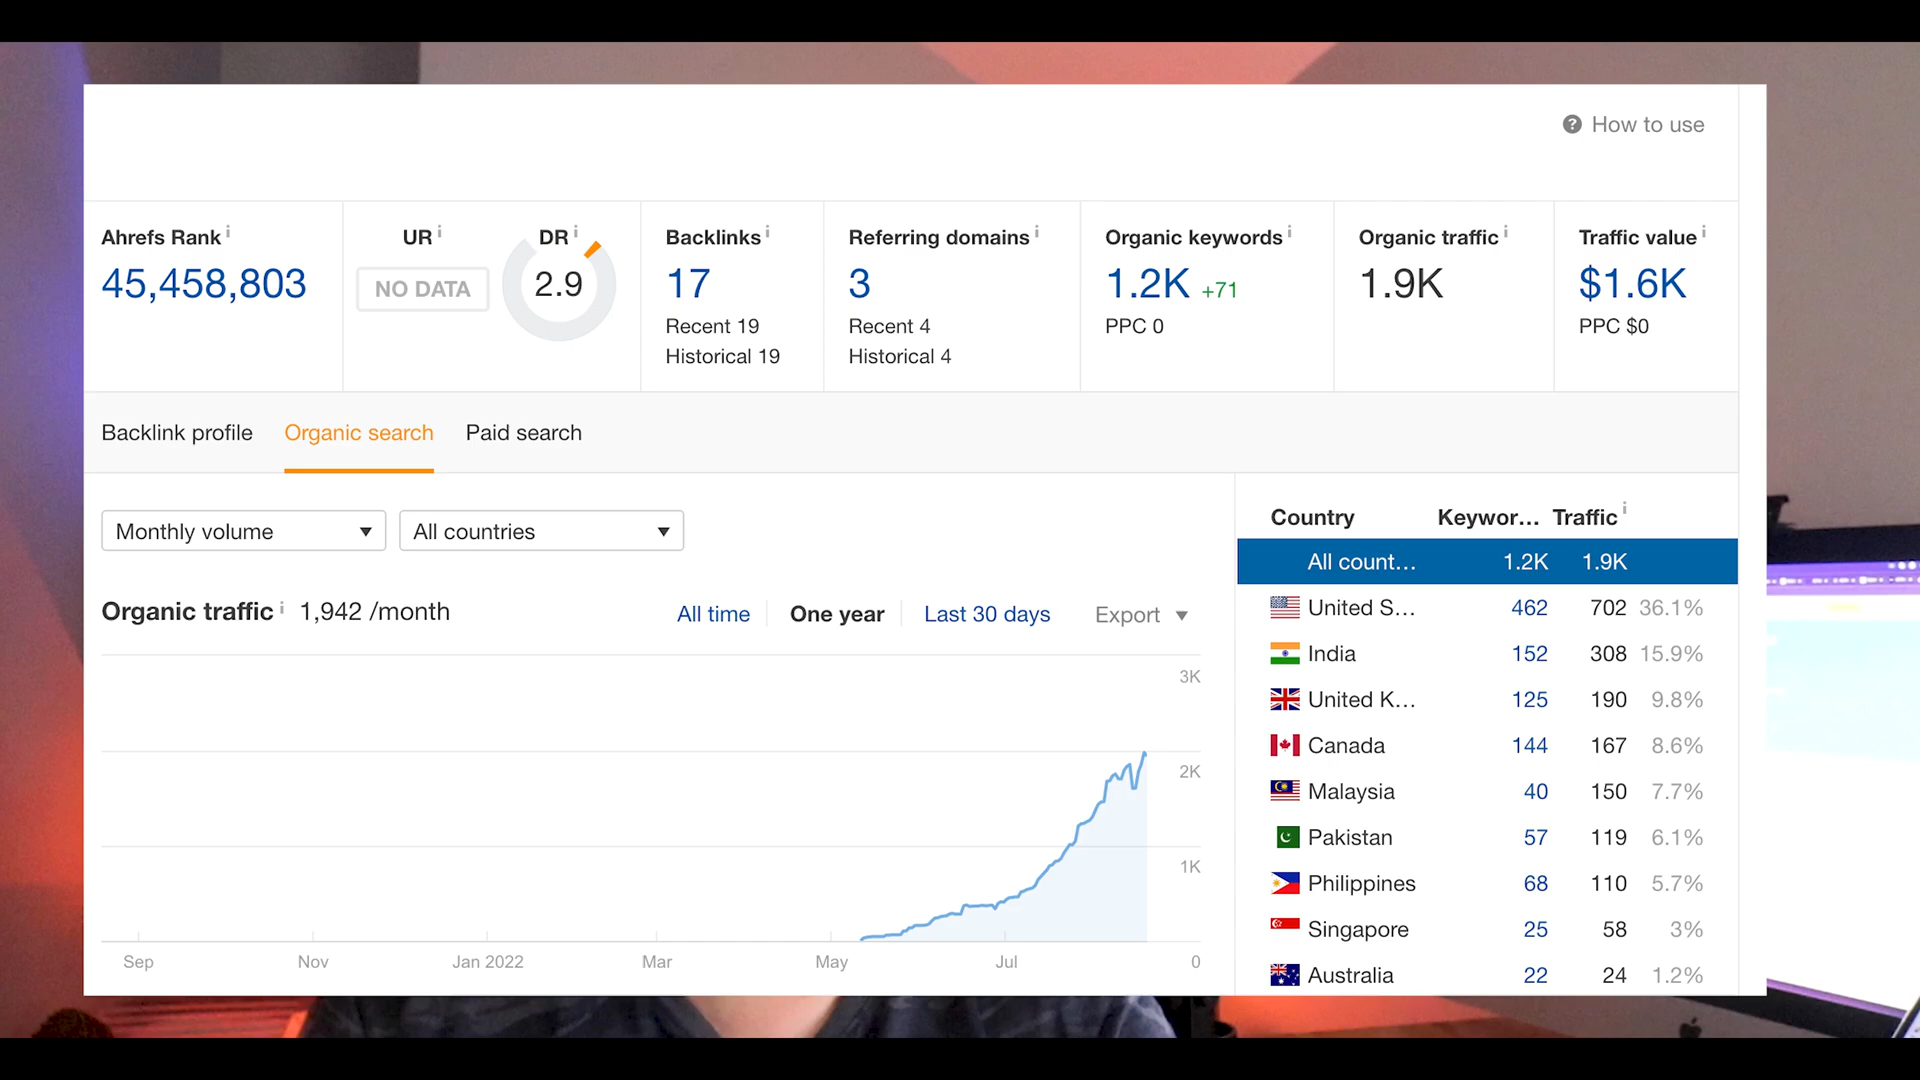 How to use
Ahrefs Rank
45,458,803
UR
NO DATA
DR
2.9
Backlinks
17
Recent 19
Historical 19
Referring domains
3
Recent 4
Historical 4
Organic keywords
1.2K +71
PPC 0
Organic traffic
1.9K
Traffic value
$1.6K
PPC $0
Backlink profile Organic search Paid search
Monthly volume All countries
Organic traffic 1,942 /month
All time One year Last 30 days Export
3K
2K
1K
0
Sep Nov Jan 2022 Mar May Jul
Country Keywor... Traffic
All count... 1.2K 1.9K
United S... 462 702 36.1%
India 152 308 15.9%
United K... 125 190 9.8%
Canada 144 167 8.6%
Malaysia 40 150 7.7%
Pakistan 57 119 6.1%
Philippines 68 110 5.7%
Singapore 25 58 3%
Australia 22 24 1.2%